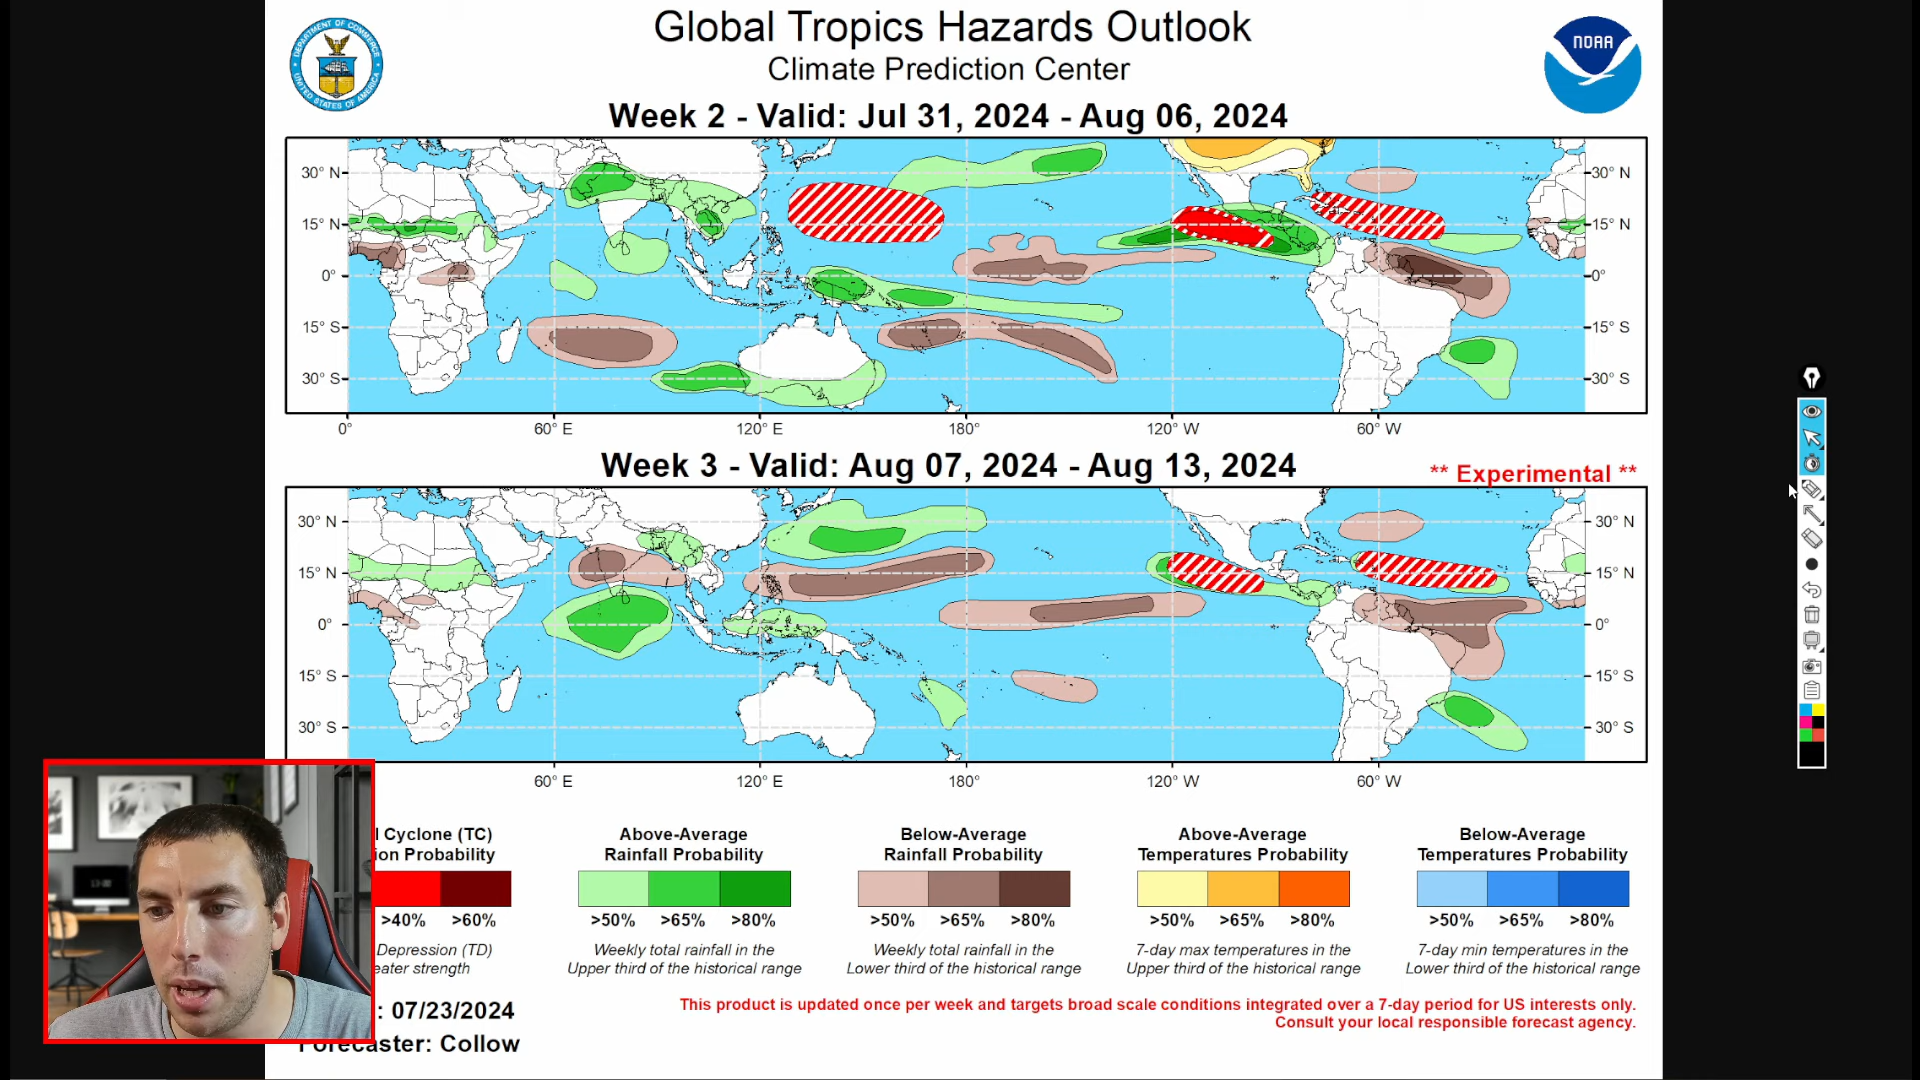 Global Tropics Hazards Outlook
Climate Prediction Center
DEPARTMENT OF COMMERCE
UNITED STATES OF AMERICA
NOAA
Week 2 - Valid: Jul 31, 2024 - Aug 06, 2024
30° N 30° N
15° N 15° N
0° 0°
15° S 15° S
30° S 30° S
0° 60° E 120° E 180° 120° W 60° W
Week 3 - Valid: Aug 07, 2024 - Aug 13, 2024
** Experimental **
30° N 30° N
15° N 15° N
0° 0°
15° S 15° S
30° S 30° S
60° E 120° E 180° 120° W 60° W
l Cyclone (TC)
ion Probability
>40% >60%
Depression (TD)
eater strength
Above-Average
Rainfall Probability
>50% >65% >80%
Weekly total rainfall in the
Upper third of the historical range
Below-Average
Rainfall Probability
>50% >65% >80%
Weekly total rainfall in the
Lower third of the historical range
Above-Average
Temperatures Probability
>50% >65% >80%
7-day max temperatures in the
Upper third of the historical range
Below-Average
Temperatures Probability
>50% >65% >80%
7-day min temperatures in the
Lower third of the historical range
: 07/23/2024
Forecaster: Collow
This product is updated once per week and targets broad scale conditions integrated over a 7-day period for US interests only.
Consult your local responsible forecast agency.